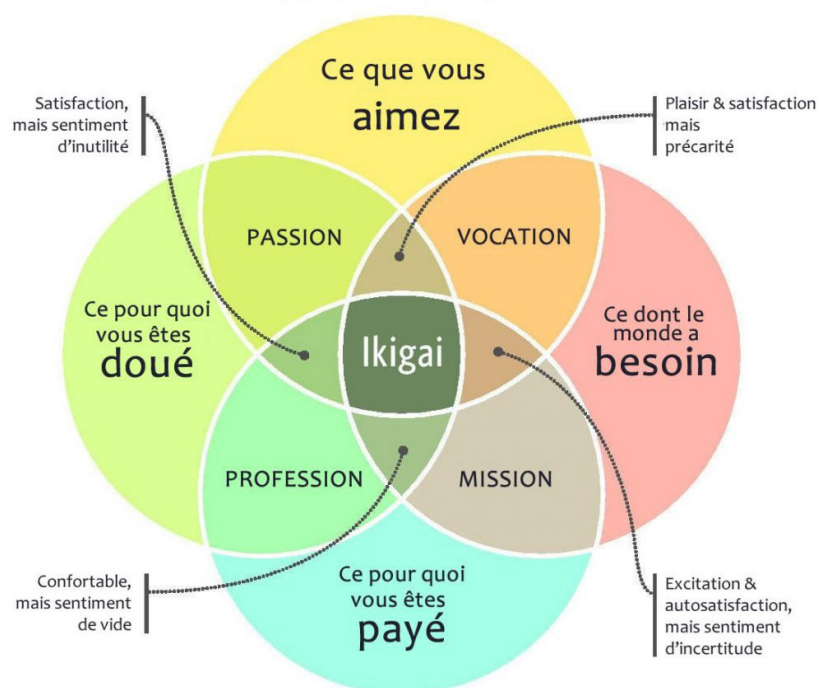 Ce que vous
aimez
Satisfaction,
mais sentiment
d'inutilité
Plaisir & satisfaction
mais
précarité
PASSION
VOCATION
Ce pour quoi
vous êtes
doué
Ikigai
Ce dont le
monde a
besoin
PROFESSION
MISSION
Confortable,
mais sentiment
de vide
Ce pour quoi
vous êtes
payé
Excitation &
autosatisfaction,
mais sentiment
d'incertitude